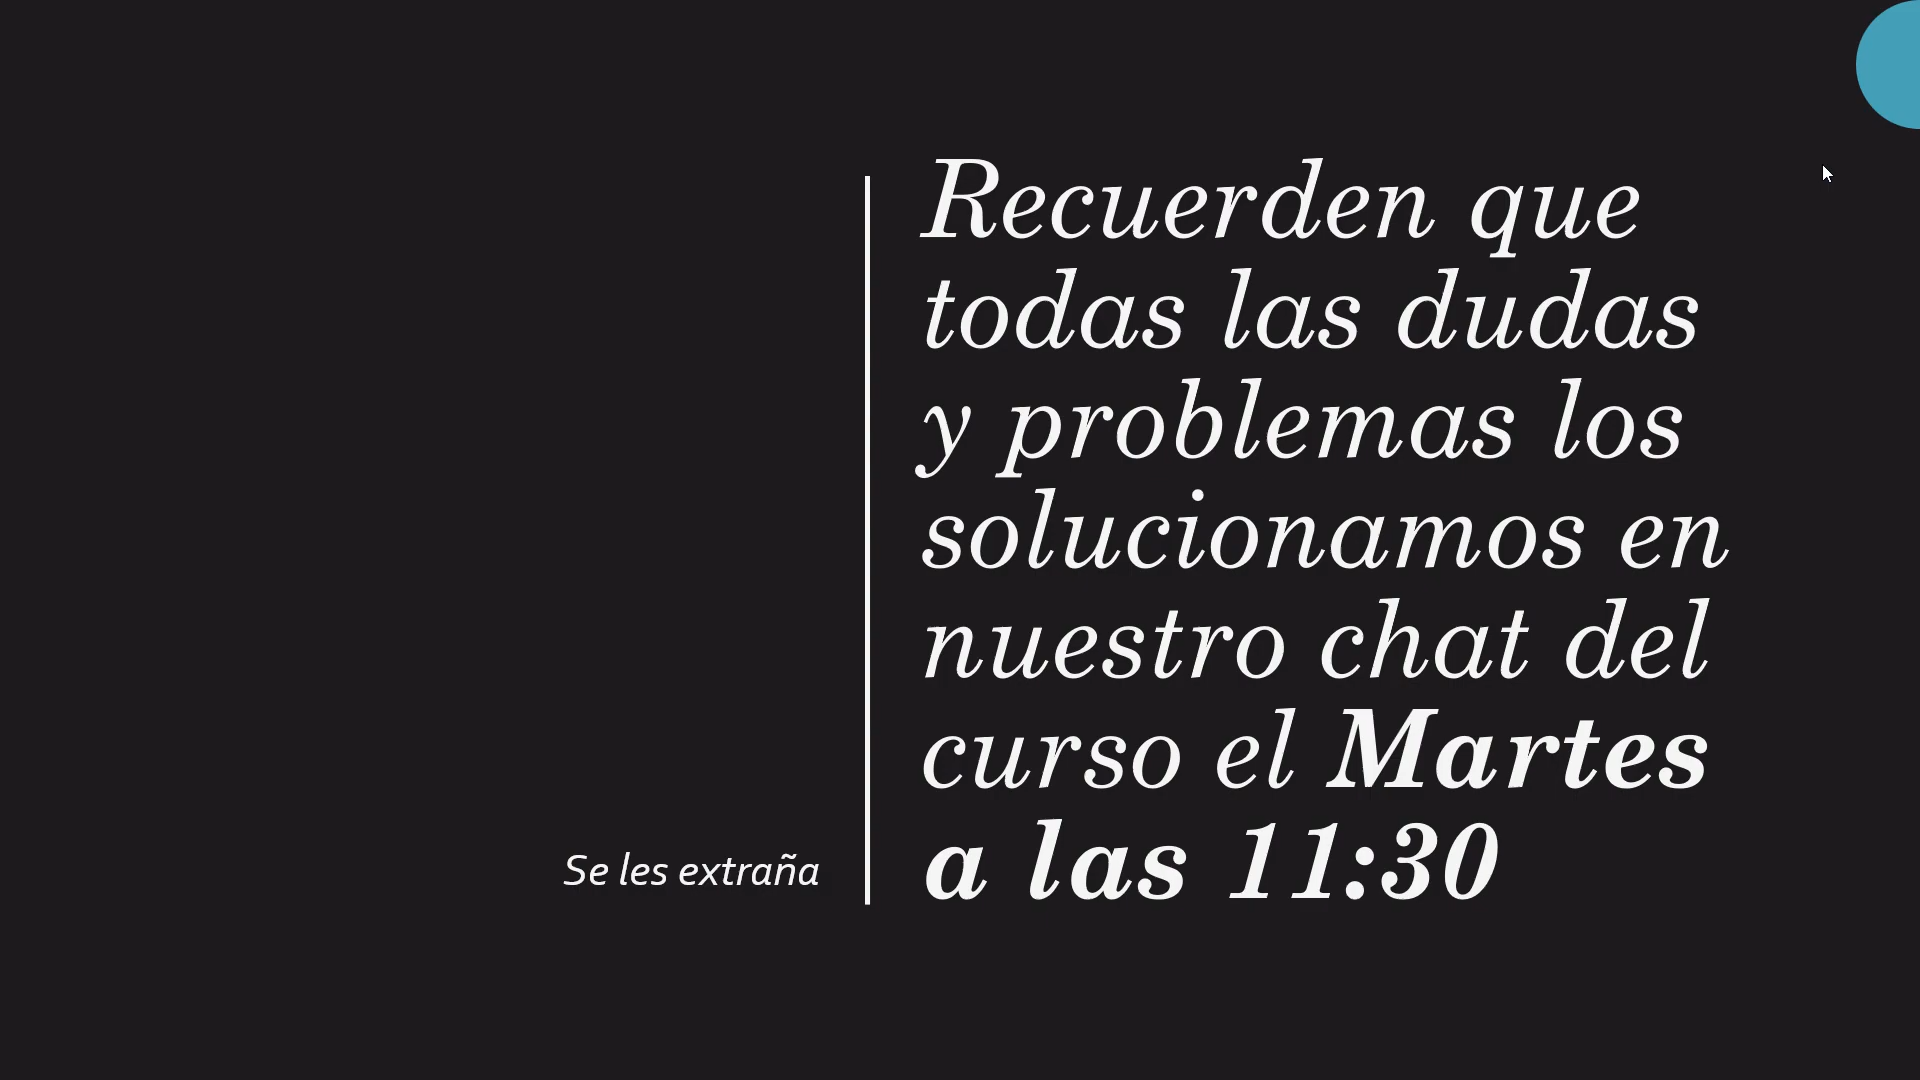 Recuerden que
todas las dudas
y problemas los
solucionamos en
nuestro chat del
curso el Martes
a las 11:30
Se les extraña